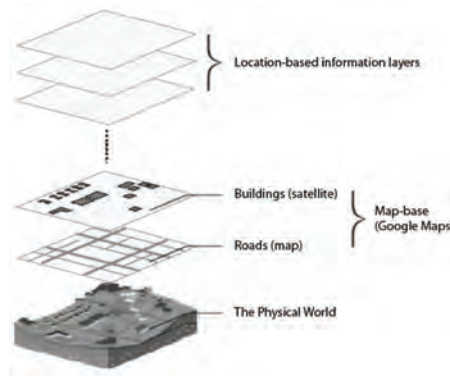 Location-based information layers
Buildings (satellite)
Map-base
(Google Maps)
Roads (map)
The Physical World